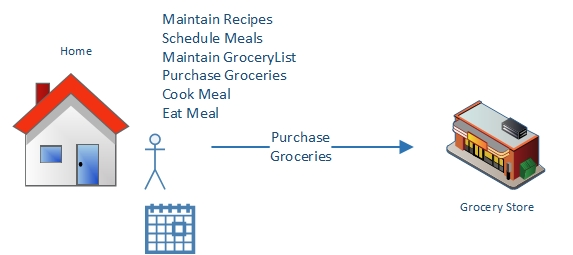 Home
Maintain Recipes
Schedule Meals
Maintain GroceryList
Purchase Groceries
Cook Meal
Eat Meal
Purchase
Groceries
Grocery Store